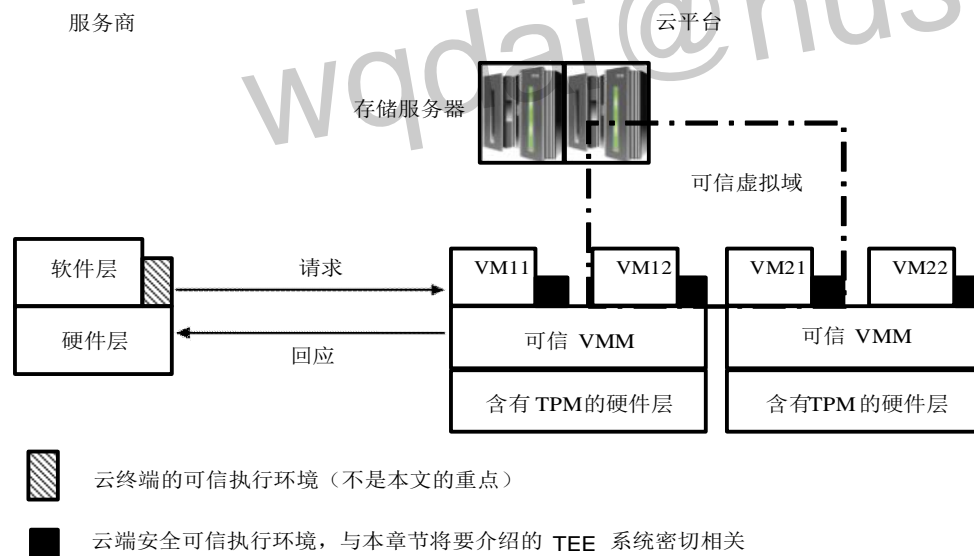 服务商
云平台
wqdai@hus
存储服务器
可信虚拟域
软件层
请求
VM11
VM12
VM21
VM22
硬件层
回应
可信 VMM
可信 VMM
含有 TPM的硬件层
含有TPM 的硬件层
云终端的可信执行环境（不是本文的重点）
云端安全可信执行环境，与本章节将要介绍的 TEE 系统密切相关